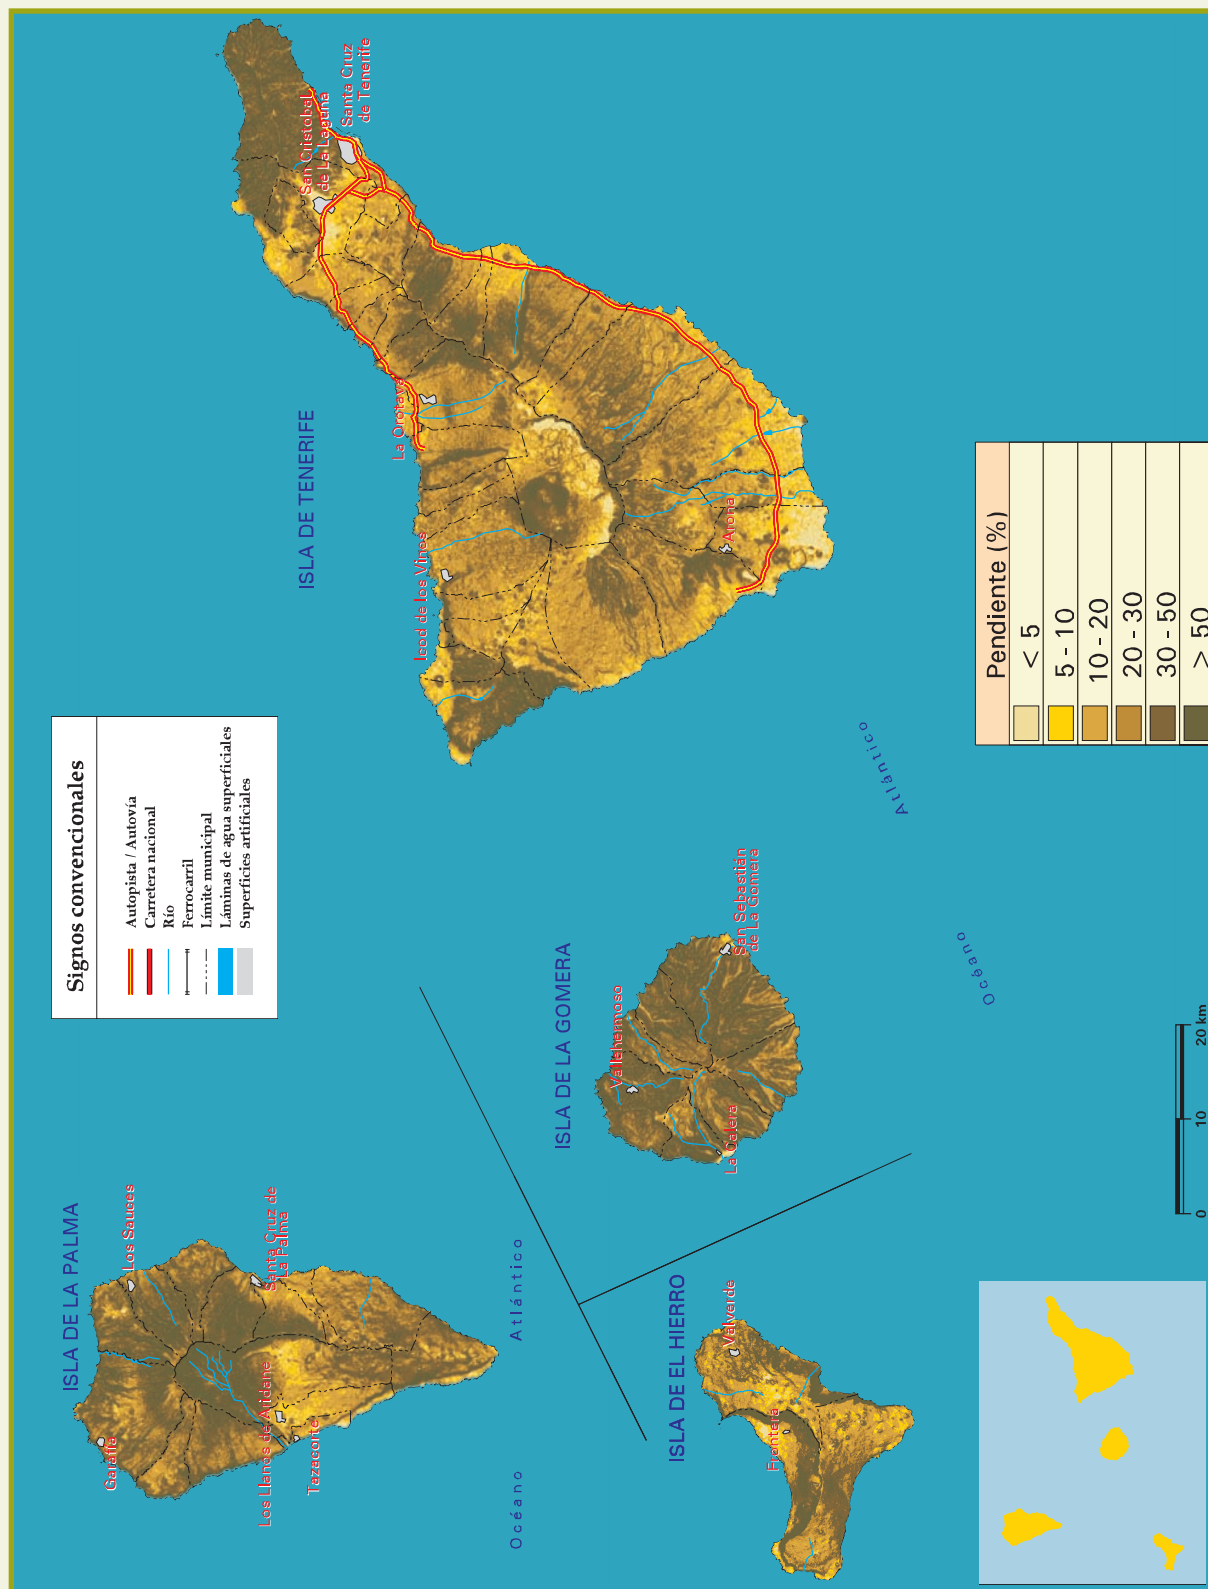 ISLA DE LA PALMA
Los Sauces
Garafía
Santa Cruz de
La Palma
Los Llanos de Aridane
Tazacorte
Océano
Atlántico
ISLA DE EL HIERRO
Valverde
Frontera
Signos convencionales
Autopista / Autovía
Carretera nacional
Río
Ferrocarril
Límite municipal
Láminas de agua superficiales
Superficies artificiales
ISLA DE LA GOMERA
Vallehermoso
San Sebastián
de La Gomera
La Calera
ISLA DE TENERIFE
Santa Cruz
de Tenerife
San Cristobal
de La Laguna
La Orotava
Icod de los Vinos
Arona
Océano
Atlántico
Pendiente (%)
< 5
5 - 10
10 - 20
20 - 30
30 - 50
> 50
0 10 20 km